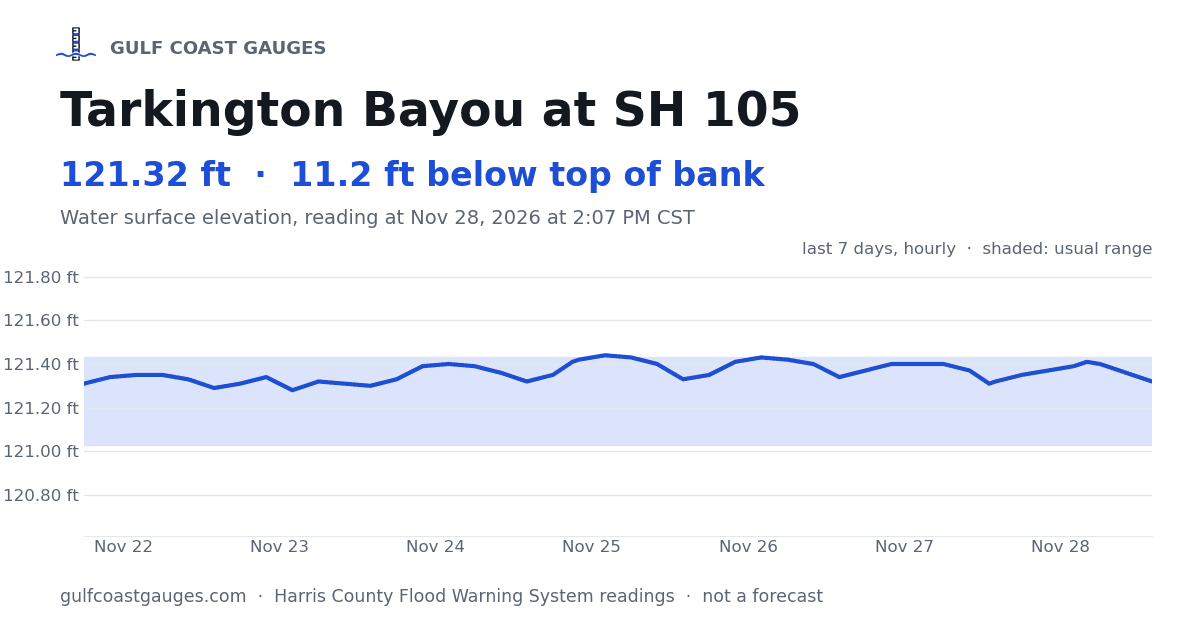 GULF COAST GAUGES
Tarkington Bayou at SH 105
121.32 ft · 11.2 ft below top of bank
Water surface elevation, reading at Nov 28, 2026 at 2:07 PM CST
last 7 days, hourly · shaded: usual range
121.80 ft
121.60 ft
121.40 ft
121.20 ft
121.00 ft
120.80 ft
Nov 22 Nov 23 Nov 24 Nov 25 Nov 26 Nov 27 Nov 28
gulfcoastgauges.com · Harris County Flood Warning System readings · not a forecast